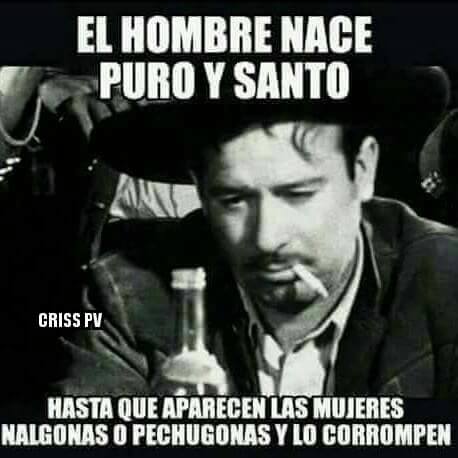 EL HOMBRE NACE
PURO Y SANTO
CRISS PV
HASTA QUE APARECEN LAS MUJERES
NALGONAS O PECHUGONAS Y LO CORROMPEN